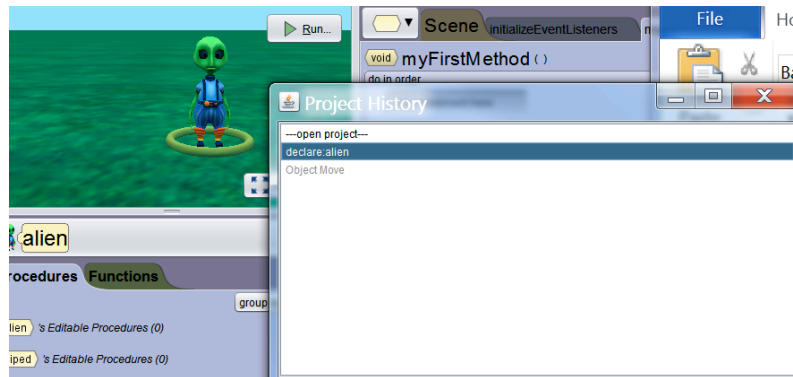 Run...
Scene initializeEventListeners
void myFirstMethod ()
do in order
File
Project History
---open project---
declare:alien
Object Move
alien
rocedures Functions
group
lien 's Editable Procedures (0)
iped 's Editable Procedures (0)